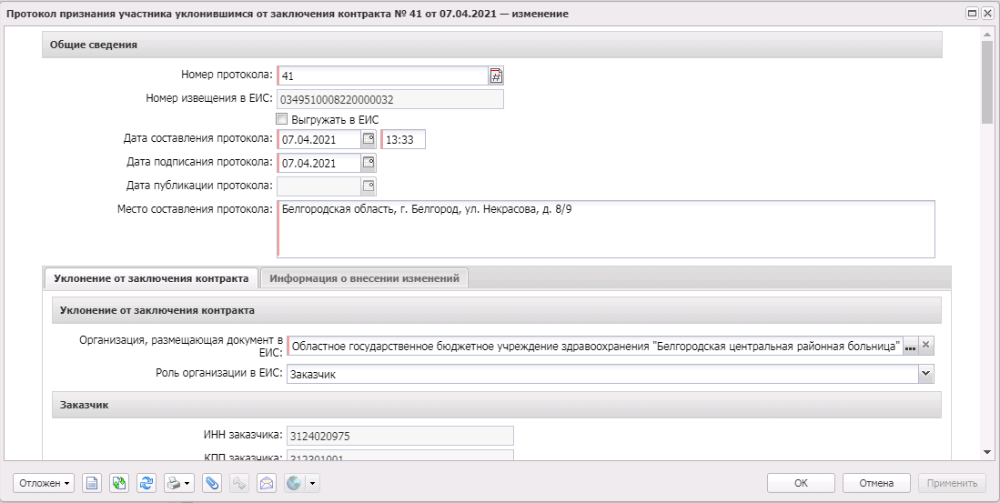 Протокол признания участника уклонившимся от заключения контракта № 41 от 07.04.2021 — изменение
Общие сведения
Номер протокола: 41
Номер извещения в ЕИС: 0349510008220000032
Выгружать в ЕИС
Дата составления протокола: 07.04.2021 13:33
Дата подписания протокола: 07.04.2021
Дата публикации протокола:
Место составления протокола: Белгородская область, г. Белгород, ул. Некрасова, д. 8/9
Уклонение от заключения контракта Информация о внесении изменений
Уклонение от заключения контракта
Организация, размещающая документ в
ЕИС: Областное государственное бюджетное учреждение здравоохранения "Белгородская центральная районная больница" ...
Роль организации в ЕИС: Заказчик
Заказчик
ИНН заказчика: 3124020975
КПП заказчика: 312301001
Отложен ОК Отмена Применить